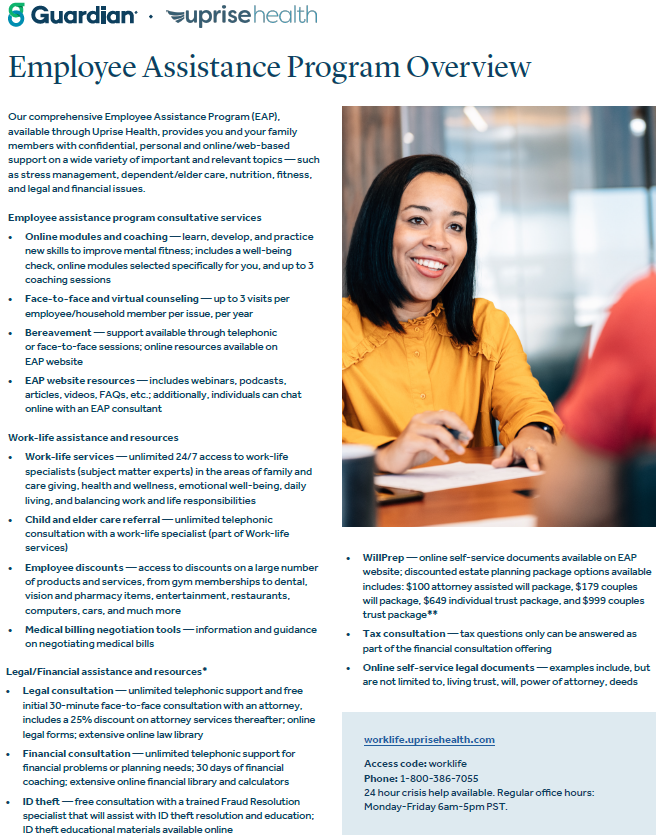 Guardian® · uprisehealth
Employee Assistance Program Overview
Our comprehensive Employee Assistance Program (EAP),
available through Uprise Health, provides you and your family
members with confidential, personal and online/web-based
support on a wide variety of important and relevant topics — such
as stress management, dependent/elder care, nutrition, fitness,
and legal and financial issues.
Employee assistance program consultative services
• Online modules and coaching — learn, develop, and practice
new skills to improve mental fitness; includes a well-being
check, online modules selected specifically for you, and up to 3
coaching sessions
• Face-to-face and virtual counseling — up to 3 visits per
employee/household member per issue, per year
• Bereavement — support available through telephonic
or face-to-face sessions; online resources available on
EAP website
• EAP website resources — includes webinars, podcasts,
articles, videos, FAQs, etc.; additionally, individuals can chat
online with an EAP consultant
Work-life assistance and resources
• Work-life services — unlimited 24/7 access to work-life
specialists (subject matter experts) in the areas of family and
care giving, health and wellness, emotional well-being, daily
living, and balancing work and life responsibilities
• Child and elder care referral — unlimited telephonic
consultation with a work-life specialist (part of Work-life
services)
• Employee discounts — access to discounts on a large number
of products and services, from gym memberships to dental,
vision and pharmacy items, entertainment, restaurants,
computers, cars, and much more
• Medical billing negotiation tools — information and guidance
on negotiating medical bills
Legal/Financial assistance and resources*
• Legal consultation — unlimited telephonic support and free
initial 30-minute face-to-face consultation with an attorney,
includes a 25% discount on attorney services thereafter; online
legal forms; extensive online law library
• Financial consultation — unlimited telephonic support for
financial problems or planning needs; 30 days of financial
coaching; extensive online financial library and calculators
• ID theft — free consultation with a trained Fraud Resolution
specialist that will assist with ID theft resolution and education;
ID theft educational materials available online
• WillPrep — online self-service documents available on EAP
website; discounted estate planning package options available
includes: $100 attorney assisted will package, $179 couples
will package, $649 individual trust package, and $999 couples
trust package**
• Tax consultation — tax questions only can be answered as
part of the financial consultation offering
• Online self-service legal documents — examples include, but
are not limited to, living trust, will, power of attorney, deeds
worklife.uprisehealth.com
Access code: worklife
Phone: 1-800-386-7055
24 hour crisis help available. Regular office hours:
Monday-Friday 6am-5pm PST.